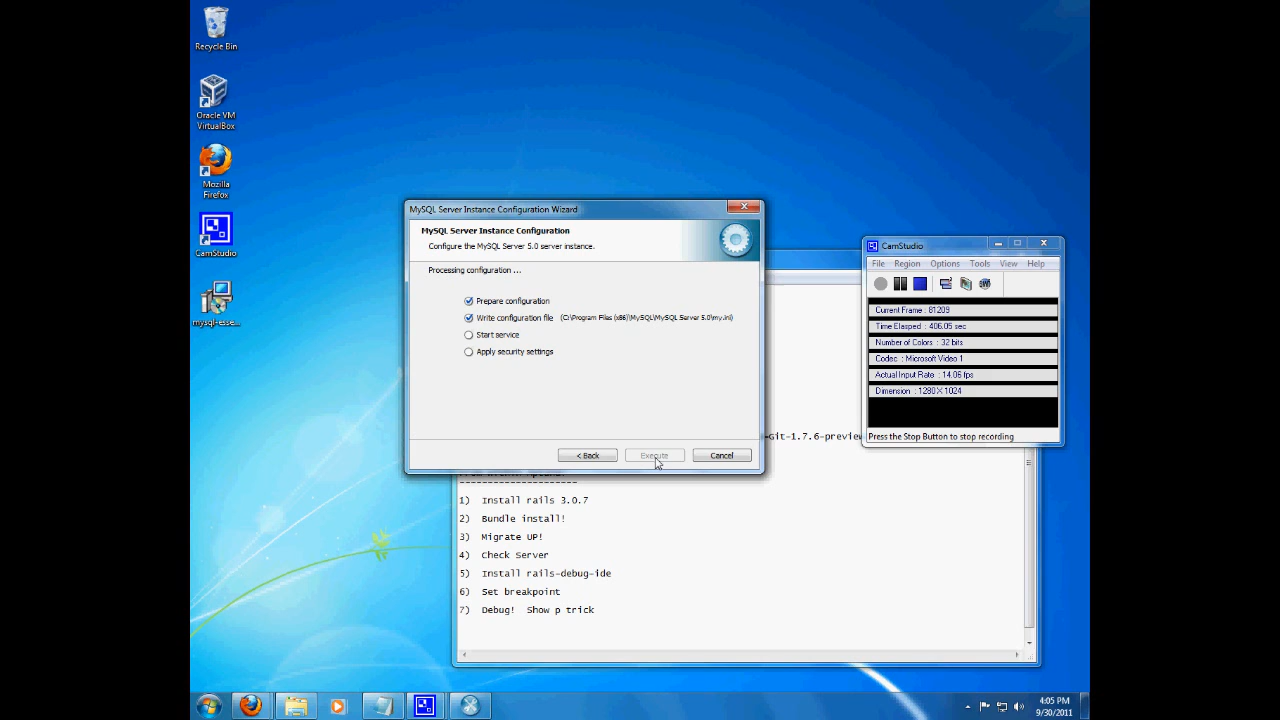 Recycle Bin
Oracle VM
VirtualBox
Mozilla
Firefox
CamStudio
mysql-esse...
MySQL Server Instance Configuration Wizard
MySQL Server Instance Configuration
Configure the MySQL Server 5.0 server instance.
Processing configuration ...
Prepare configuration
Write configuration file (C:\Program Files (x86)\MySQL\MySQL Server 5.0\my.ini)
Start service
Apply security settings
< Back
Execute
Cancel
CamStudio
File Region Options Tools View Help
Current Frame : 81209
Time Elapsed : 406.05 sec
Number of Colors : 32 bits
Codec : Microsoft Video 1
Actual Input Rate : 14.06 fps
Dimension : 1280 X 1024
Press the Stop Button to stop recording
-Git-1.7.6-preview
1) Install rails 3.0.7
2) Bundle install!
3) Migrate UP!
4) Check Server
5) Install rails-debug-ide
6) Set breakpoint
7) Debug! Show p trick
4:05 PM
9/30/2011